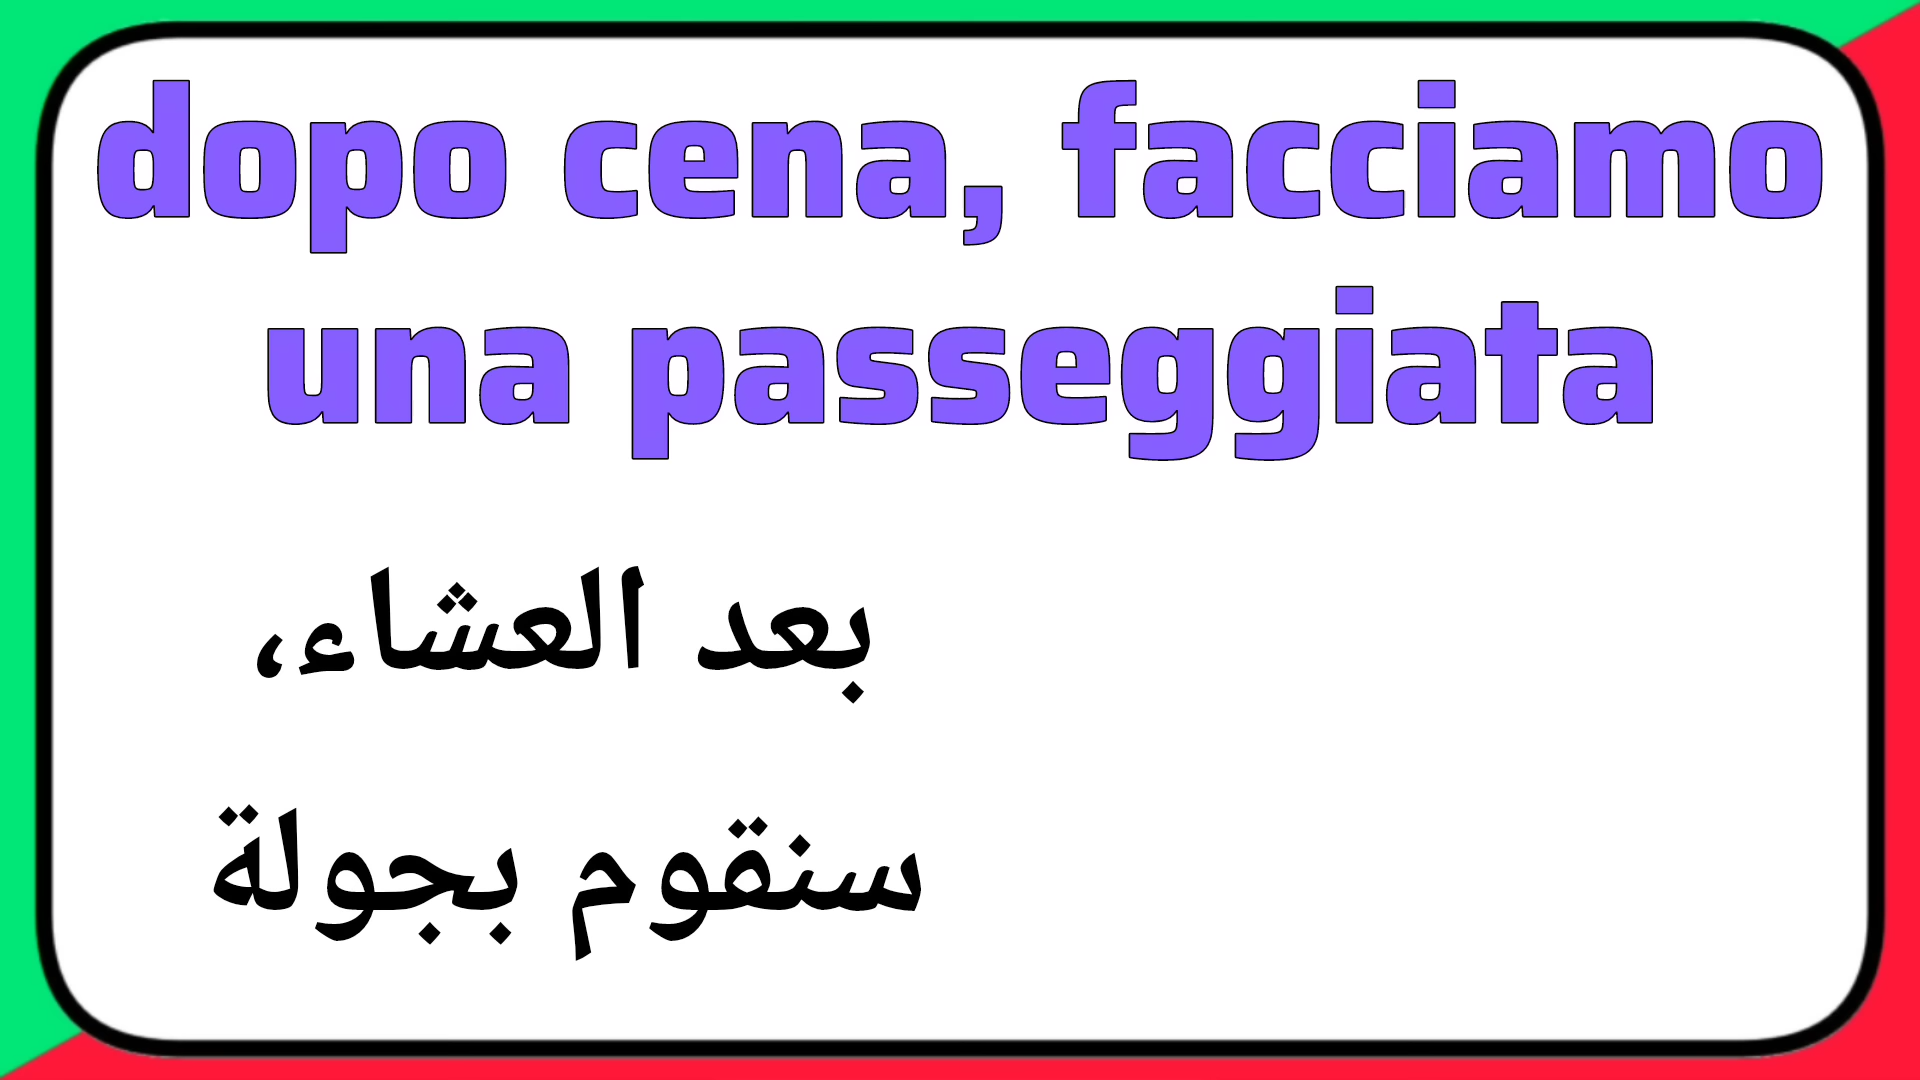 dopo cena, facciamo
una passeggiata
بعد العشاء،
سنقوم بجولة